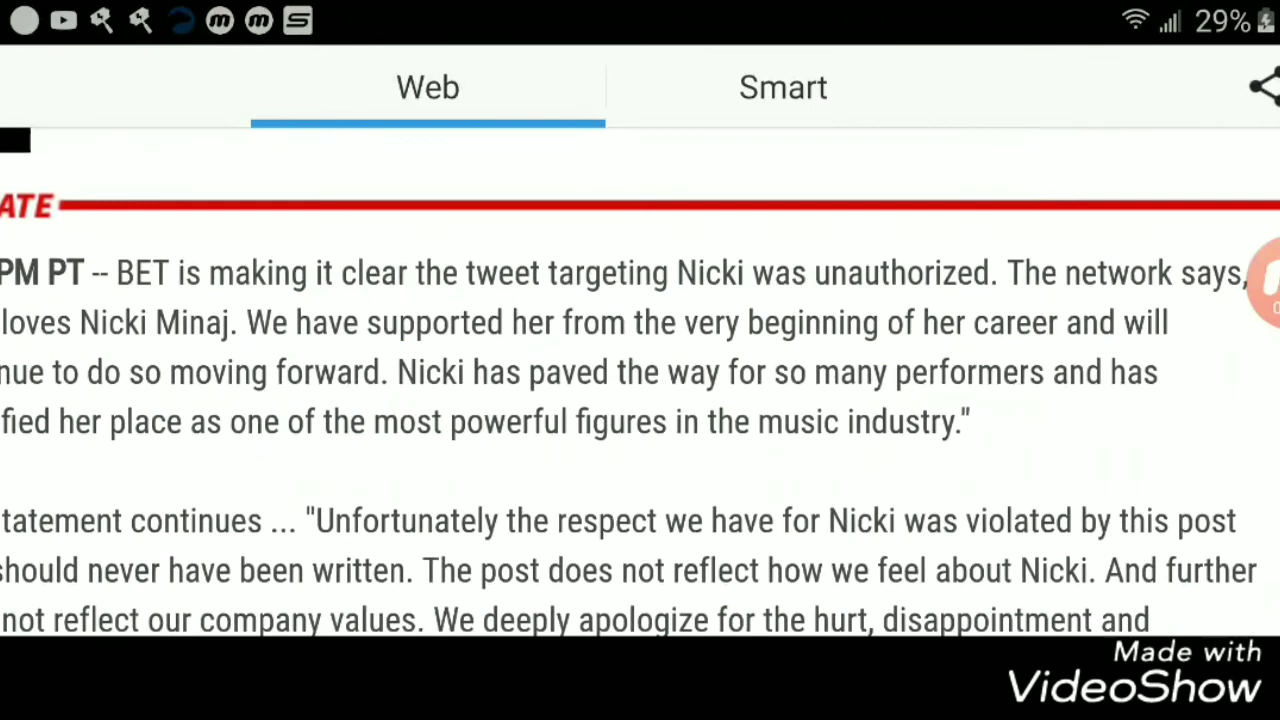 29%
Web
Smart
ATE
PM PT -- BET is making it clear the tweet targeting Nicki was unauthorized. The network says,
loves Nicki Minaj. We have supported her from the very beginning of her career and will
nue to do so moving forward. Nicki has paved the way for so many performers and has
fied her place as one of the most powerful figures in the music industry."
tatement continues ... "Unfortunately the respect we have for Nicki was violated by this post
should never have been written. The post does not reflect how we feel about Nicki. And further
not reflect our company values. We deeply apologize for the hurt, disappointment and
Made with
VideoShow